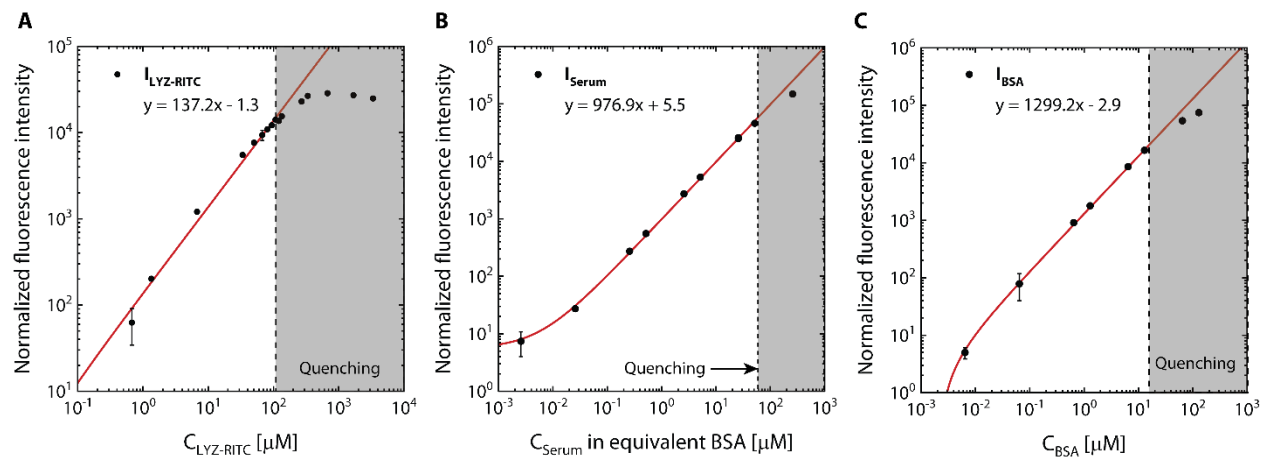 A
Normalized fluorescence intensity
10^5
10^4
10^3
10^2
10^1
I_LYZ-RITC
y = 137.2x - 1.3
Quenching
10^-1 10^0 10^1 10^2 10^3 10^4
C_LYZ-RITC [μM]
B
Normalized fluorescence intensity
10^6
10^5
10^4
10^3
10^2
10^1
10^0
I_Serum
y = 976.9x + 5.5
Quenching
10^-3 10^-2 10^-1 10^0 10^1 10^2 10^3
C_Serum in equivalent BSA [μM]
C
Normalized fluorescence intensity
10^6
10^5
10^4
10^3
10^2
10^1
10^0
I_BSA
y = 1299.2x - 2.9
Quenching
10^-3 10^-2 10^-1 10^0 10^1 10^2 10^3
C_BSA [μM]